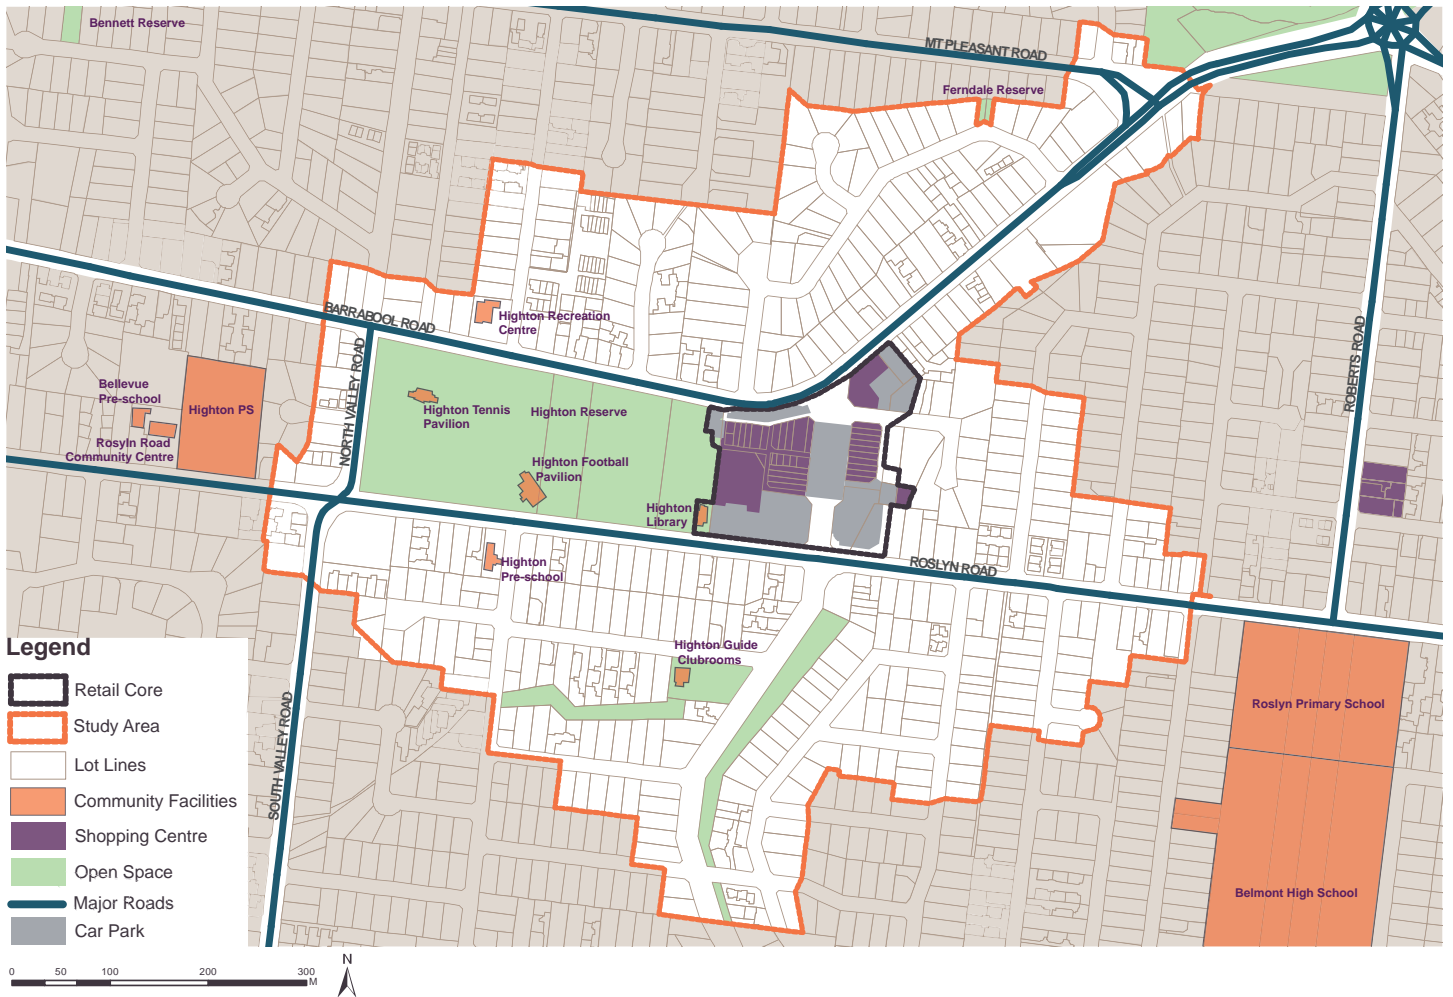 Bennett Reserve
MT PLEASANT ROAD
Ferndale Reserve
BARRABOOL ROAD
Highton Recreation
Centre
NORTH VALLEY ROAD
ROBERTS ROAD
Bellevue
Pre-school
Highton PS
Rosyln Road
Community Centre
Highton Tennis
Pavilion
Highton Reserve
Highton Football
Pavilion
Highton
Library
Highton
Pre-school
ROSLYN ROAD
Highton Guide
Clubrooms
SOUTH VALLEY ROAD
Roslyn Primary School
Belmont High School
Legend
Retail Core
Study Area
Lot Lines
Community Facilities
Shopping Centre
Open Space
Major Roads
Car Park
0 50 100 200 300
M
N